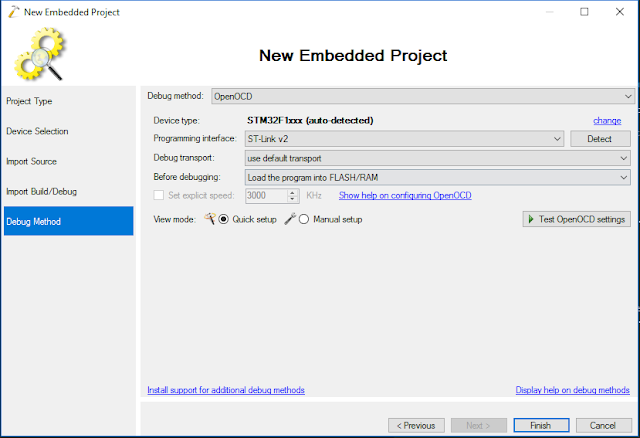 New Embedded Project
New Embedded Project
Project Type
Device Selection
Import Source
Import Build/Debug
Debug Method
Debug method: OpenOCD
Device type: STM32F1xxx (auto-detected) change
Programming interface: ST-Link v2 Detect
Debug transport: use default transport
Before debugging: Load the program into FLASH/RAM
Set explicit speed: 3000 KHz Show help on configuring OpenOCD
View mode: Quick setup Manual setup Test OpenOCD settings
Install support for additional debug methods Display help on debug methods
< Previous Next > Finish Cancel